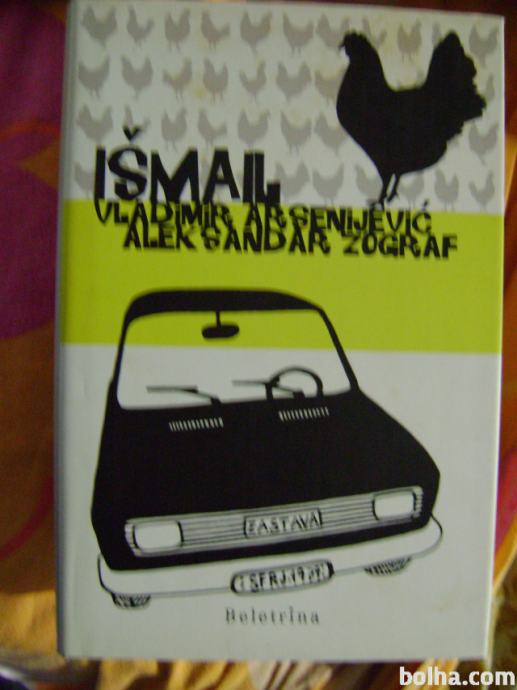 IŠMAIL
VLADIMIR ARSENIJEVIĆ
ALEKSANDAR ZOGRAF
ZASTAVA
Beletrina
bolha.com